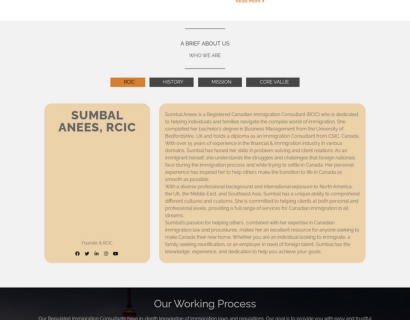 Read More
A BRIEF ABOUT US
WHO WE ARE
RCIC
HISTORY
MISSION
CORE VALUE
SUMBAL
ANEES, RCIC
Founder & RCIC
Sumbal Anees is a Registered Canadian Immigration Consultant (RCIC) who is dedicated
to helping individuals and families navigate the complex world of immigration. She
completed her bachelor's degree in Business Management from the University of
Bedfordshire, UK and holds a diploma as an Immigration Consultant from CSIC, Canada.
With over 15 years of experience in the financial & immigration industry in various
domains, Sumbal has honed her skills in problem solving and client relations. As an
immigrant herself, she understands the struggles and challenges that foreign nationals
face during the immigration process and while trying to settle in Canada. Her personal
experience has inspired her to help others make the transition to life in Canada as
smooth as possible.
With a diverse professional background and international exposure to North America,
the UK, the Middle-East, and Southwest Asia, Sumbal has a unique ability to comprehend
different cultures and customs. She is committed to helping clients at both personal and
professional levels, providing a full range of services for Canadian immigration in all
streams.
Sumbal's passion for helping others, combined with her expertise in Canadian
immigration law and procedures, makes her an excellent resource for anyone seeking to
make Canada their new home. Whether you are an individual looking to immigrate, a
family seeking reunification, or an employer in need of foreign talent, Sumbal has the
knowledge, experience, and dedication to help you achieve your goals.
Our Working Process
Our Regulated Immigration Consultants have in-depth knowledge of immigration laws and regulations. Our goal is to provide you with easy and trustful